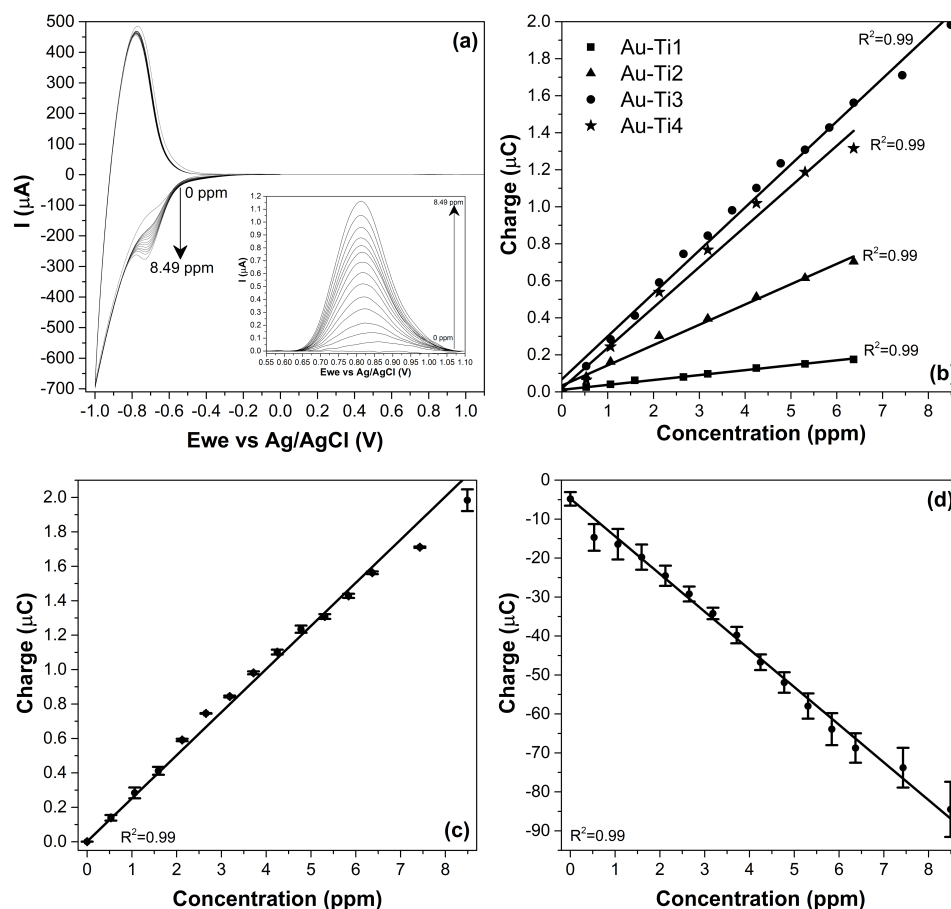 (a)
500
400
300
200
100
0
-100
-200
-300
-400
-500
-600
-700
I (μA)
0 ppm
8.49 ppm
-1.0 -0.8 -0.6 -0.4 -0.2 0.0 0.2 0.4 0.6 0.8 1.0
Ewe vs Ag/AgCl (V)
1.2
1.1
1.0
0.9
0.8
0.7
0.6
0.5
0.4
0.3
0.2
0.1
0.0
I (μA)
8.49 ppm
0 ppm
0.55 0.60 0.65 0.70 0.75 0.80 0.85 0.90 0.95 1.00 1.05 1.10
Ewe vs Ag/AgCl (V)
(b)
2.0
1.8
1.6
1.4
1.2
1.0
0.8
0.6
0.4
0.2
0.0
Charge (μC)
Au-Ti1
Au-Ti2
Au-Ti3
Au-Ti4
R²=0.99
R²=0.99
R²=0.99
R²=0.99
0 1 2 3 4 5 6 7 8
Concentration (ppm)
2.0
1.8
1.6
1.4
1.2
1.0
0.8
0.6
0.4
0.2
0.0
Charge (μC)
R²=0.99
(c)
0 1 2 3 4 5 6 7 8
Concentration (ppm)
(d)
0
-10
-20
-30
-40
-50
-60
-70
-80
-90
Charge (μC)
R²=0.99
0 1 2 3 4 5 6 7 8
Concentration (ppm)